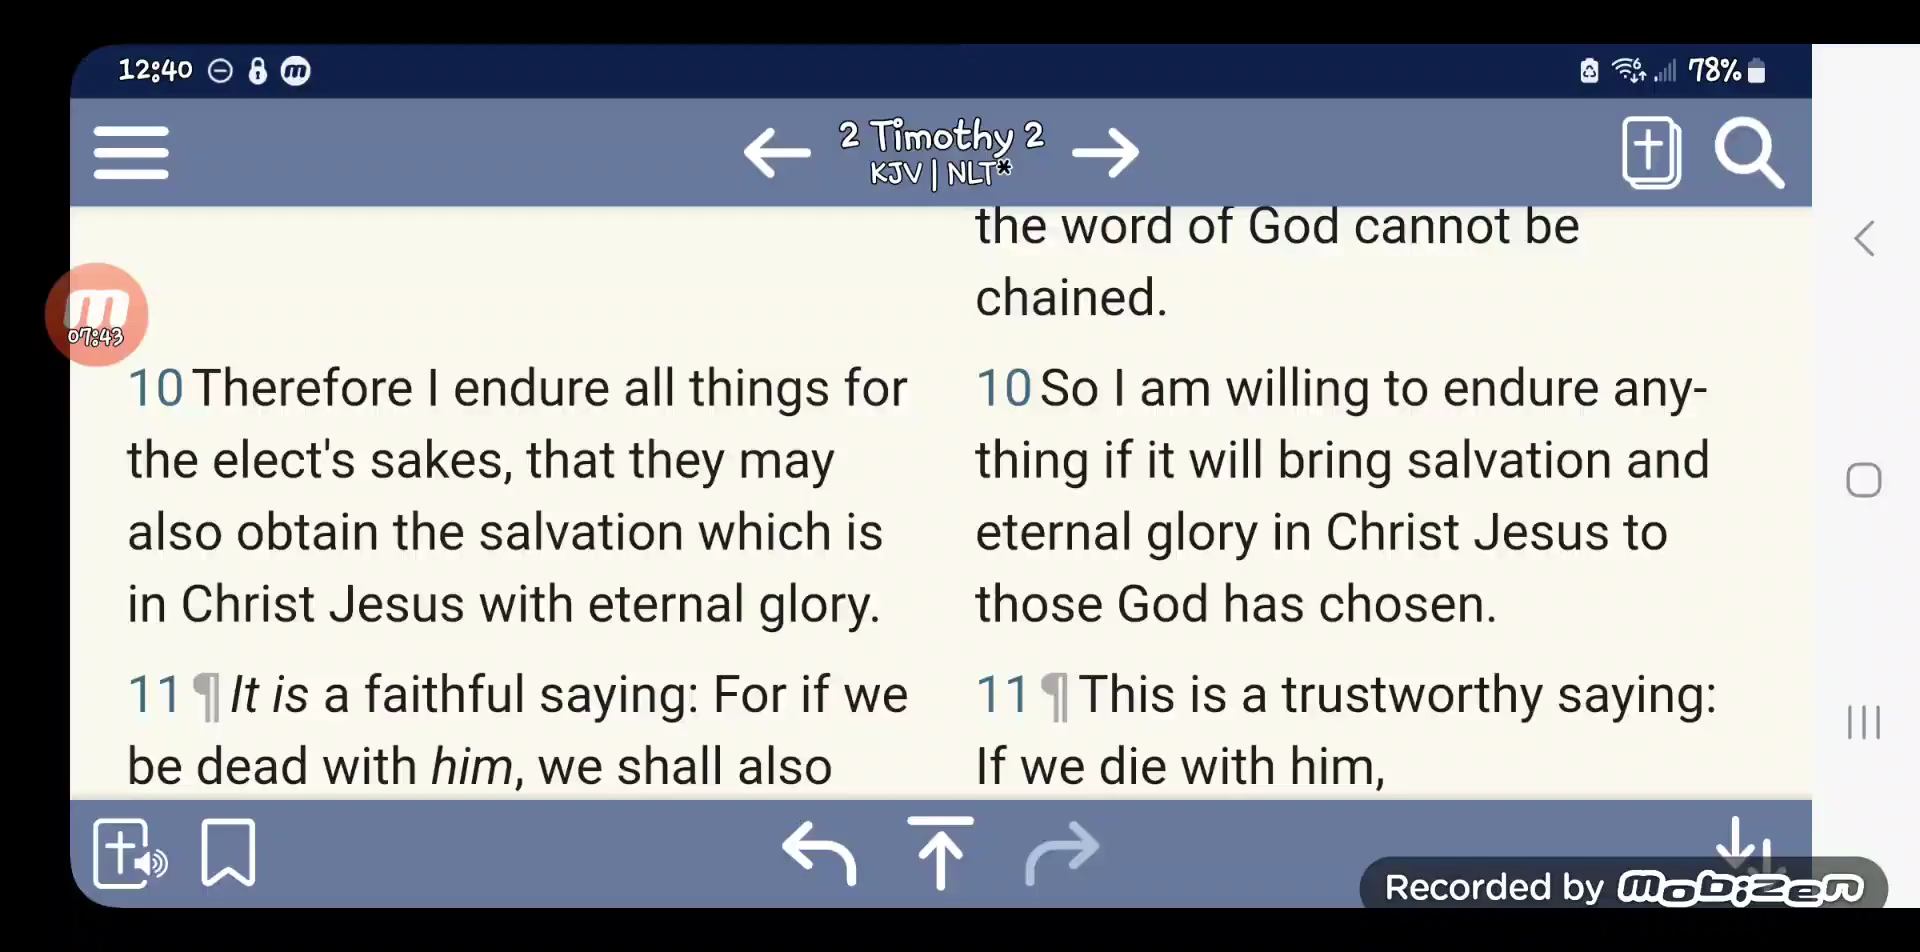 12:40
78%
2 Timothy 2
KJV | NLT*
07:43
10 Therefore I endure all things for
the elect's sakes, that they may
also obtain the salvation which is
in Christ Jesus with eternal glory.
11 ¶ It is a faithful saying: For if we
be dead with him, we shall also
the word of God cannot be
chained.
10 So I am willing to endure any-
thing if it will bring salvation and
eternal glory in Christ Jesus to
those God has chosen.
11 ¶ This is a trustworthy saying:
If we die with him,
Recorded by Mobizen